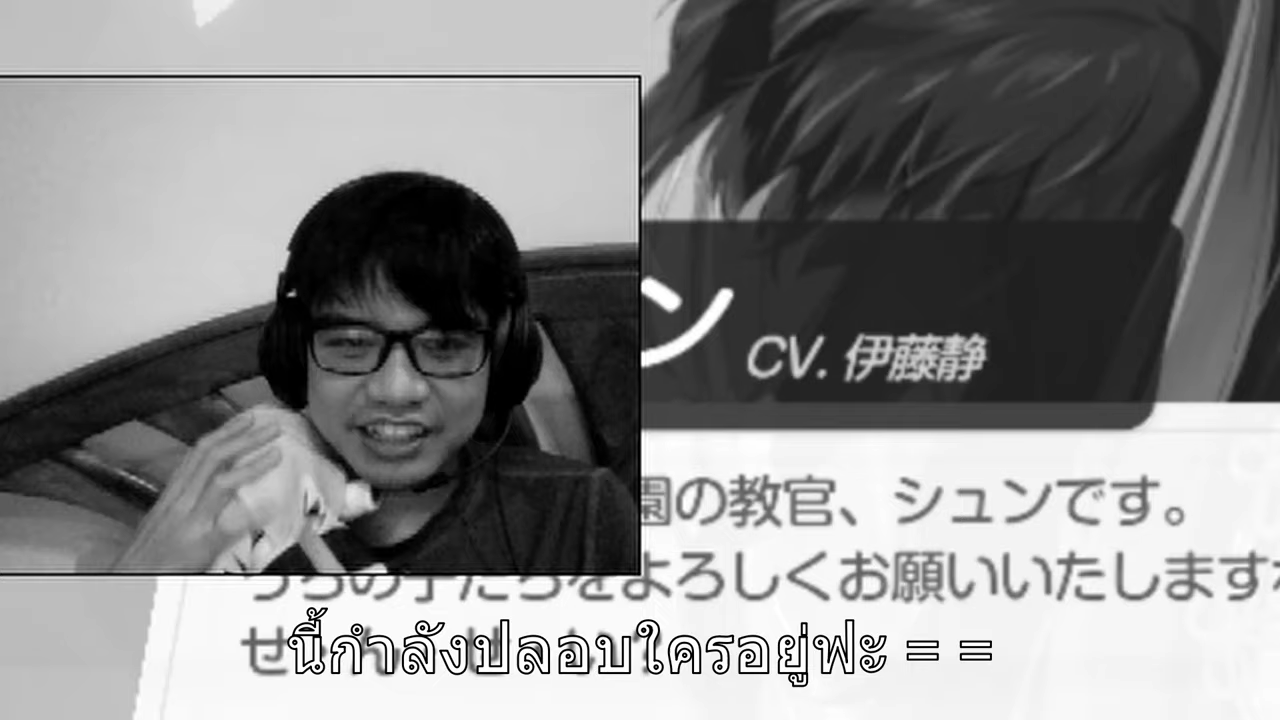 ン
CV. 伊藤静
園の教官、シュンです。
うちの子たちをよろしくお願いいたしますね
นี้กำลังปลอบใครอยู่ฟะ = =